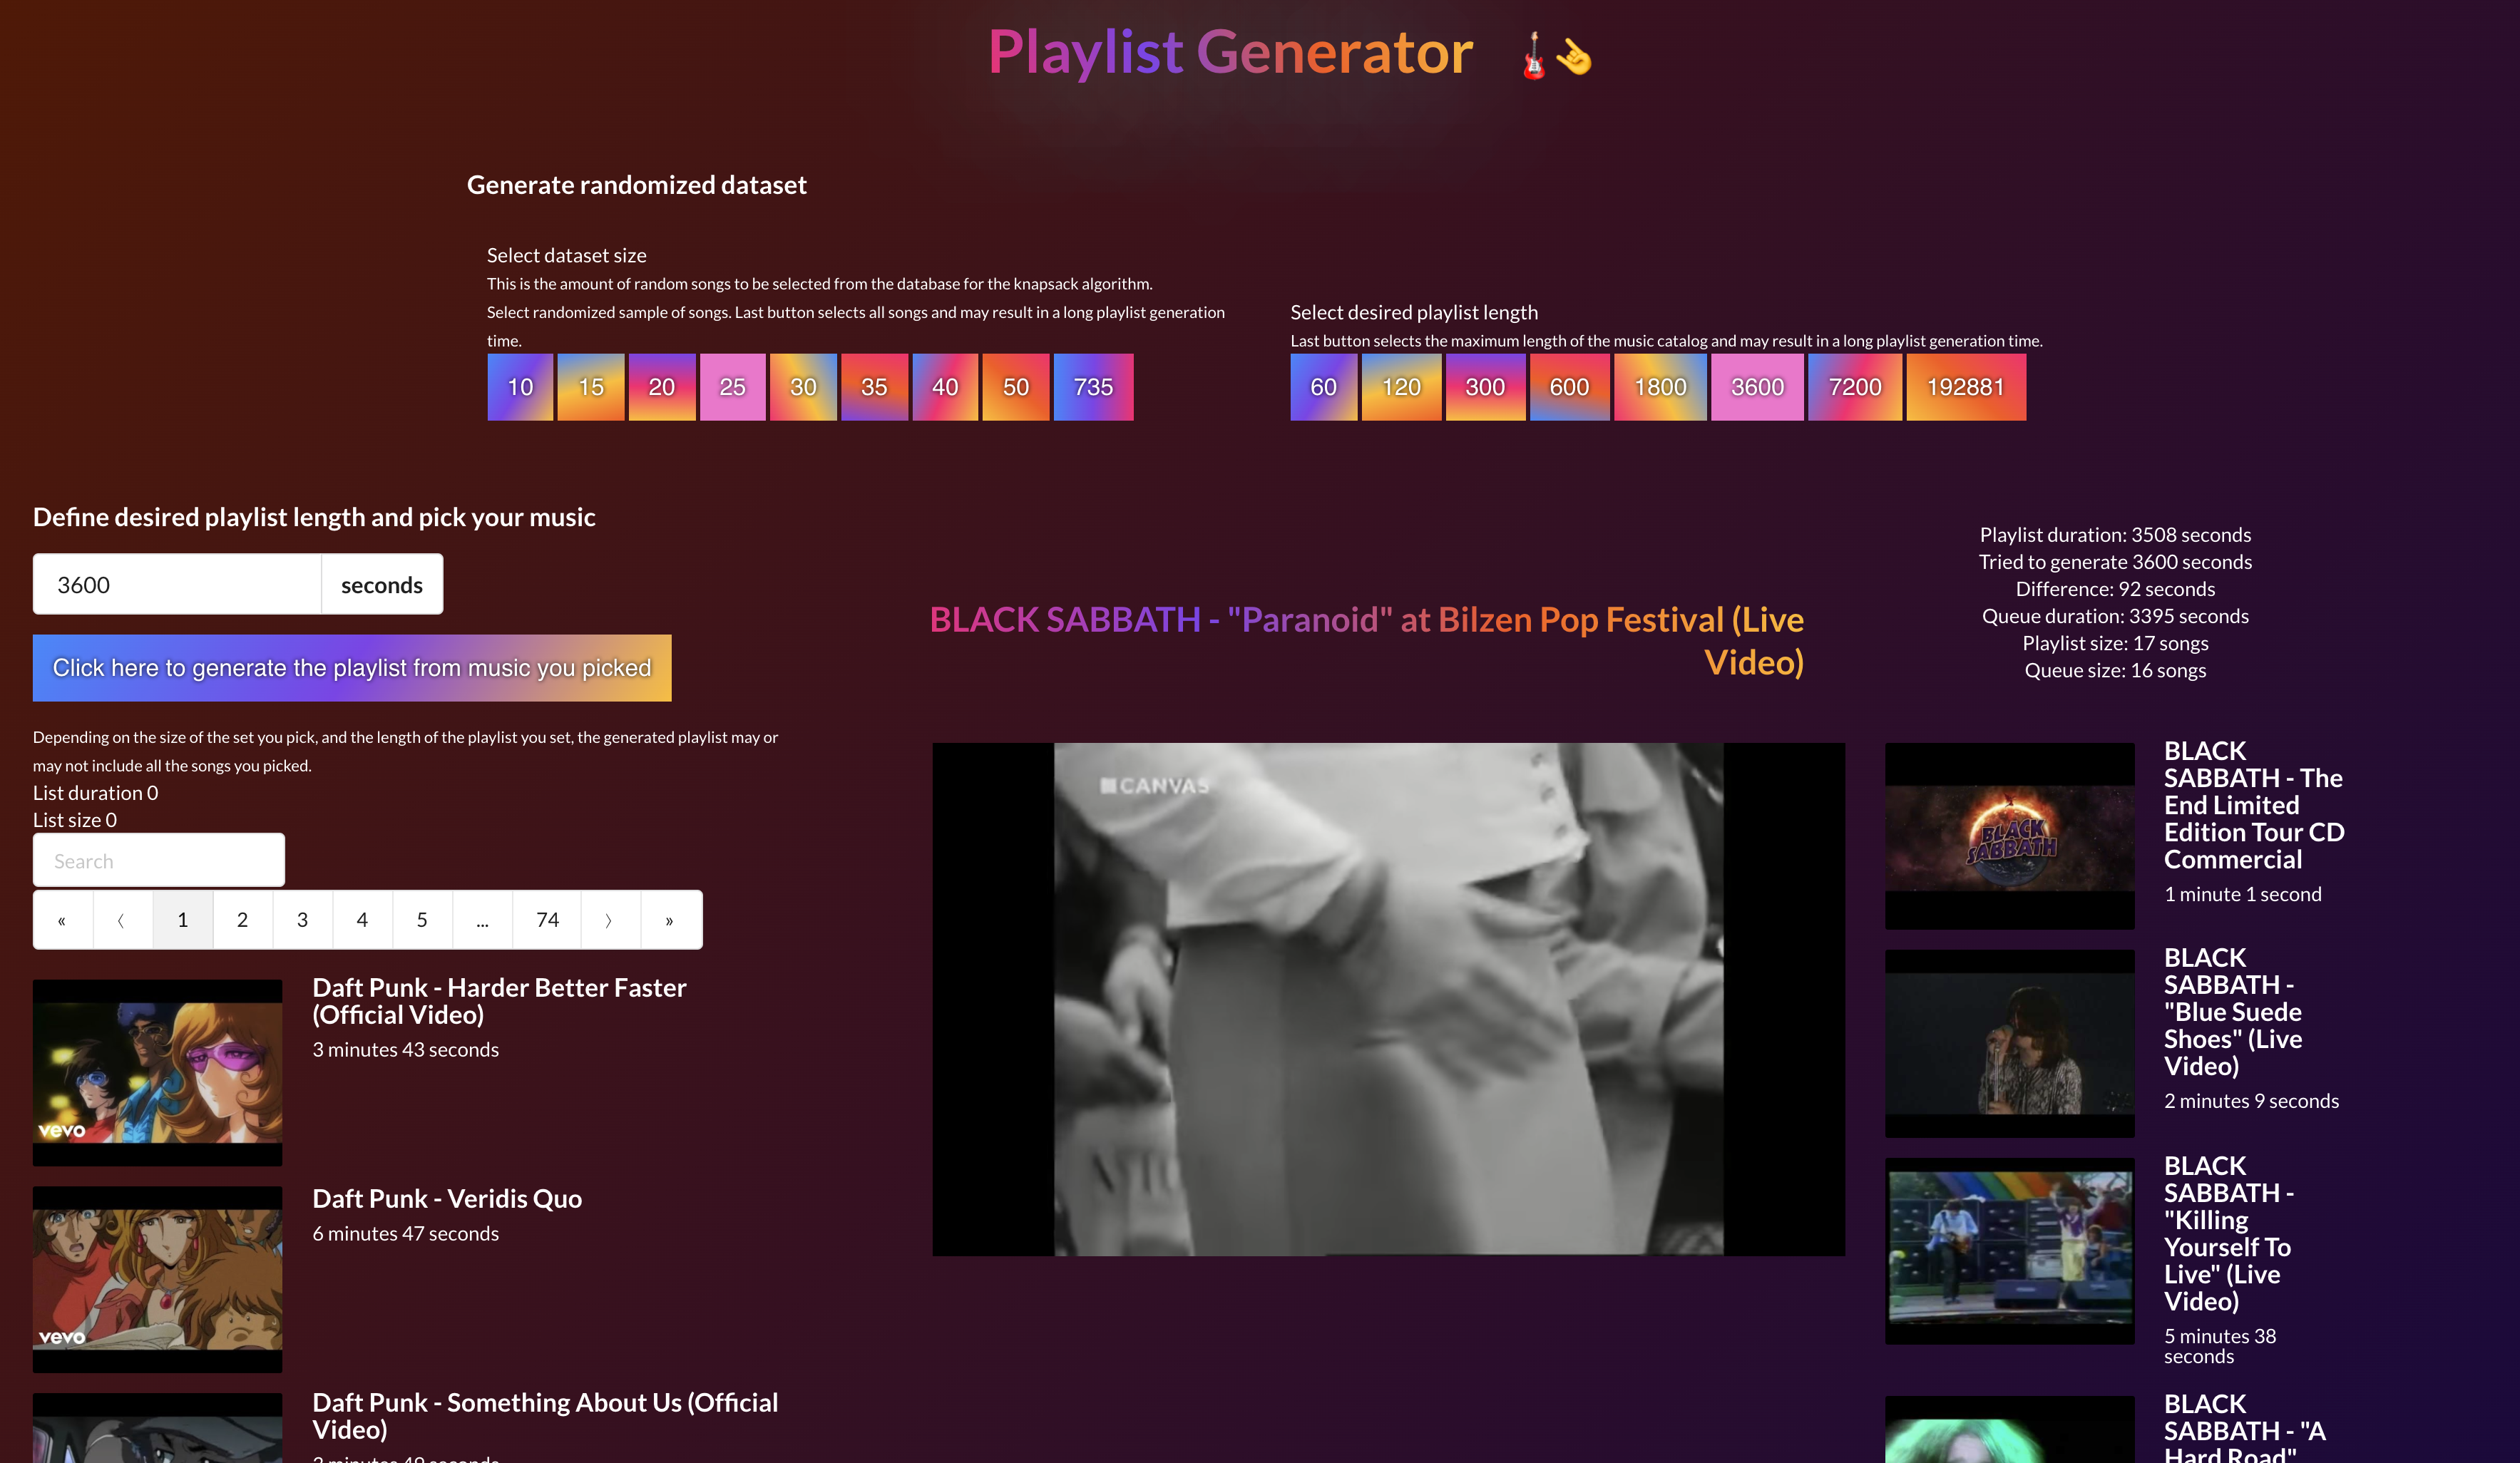 Playlist Generator 🎸🤙
Generate randomized dataset
Select dataset size
This is the amount of random songs to be selected from the database for the knapsack algorithm.
Select randomized sample of songs. Last button selects all songs and may result in a long playlist generation
time.
10 15 20 25 30 35 40 50 735
Select desired playlist length
Last button selects the maximum length of the music catalog and may result in a long playlist generation time.
60 120 300 600 1800 3600 7200 192881
Define desired playlist length and pick your music
3600 seconds
Click here to generate the playlist from music you picked
Depending on the size of the set you pick, and the length of the playlist you set, the generated playlist may or
may not include all the songs you picked.
List duration 0
List size 0
Search
« ⟨ 1 2 3 4 5 ... 74 ⟩ »
Daft Punk - Harder Better Faster
(Official Video)
3 minutes 43 seconds
vevo
Daft Punk - Veridis Quo
6 minutes 47 seconds
vevo
Daft Punk - Something About Us (Official
Video)
BLACK SABBATH - "Paranoid" at Bilzen Pop Festival (Live
Video)
CANVAS
Playlist duration: 3508 seconds
Tried to generate 3600 seconds
Difference: 92 seconds
Queue duration: 3395 seconds
Playlist size: 17 songs
Queue size: 16 songs
BLACK
SABBATH
BLACK
SABBATH - The
End Limited
Edition Tour CD
Commercial
1 minute 1 second
BLACK
SABBATH -
"Blue Suede
Shoes" (Live
Video)
2 minutes 9 seconds
BLACK
SABBATH -
"Killing
Yourself To
Live" (Live
Video)
5 minutes 38
seconds
BLACK
SABBATH - "A
Hard Road"